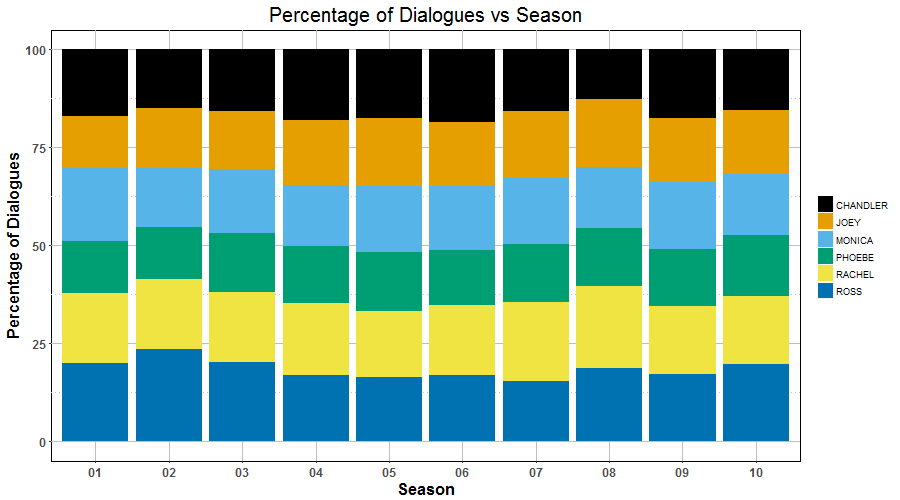 Percentage of Dialogues vs Season
Percentage of Dialogues
100
75
50
25
0
01 02 03 04 05 06 07 08 09 10
Season
CHANDLER
JOEY
MONICA
PHOEBE
RACHEL
ROSS